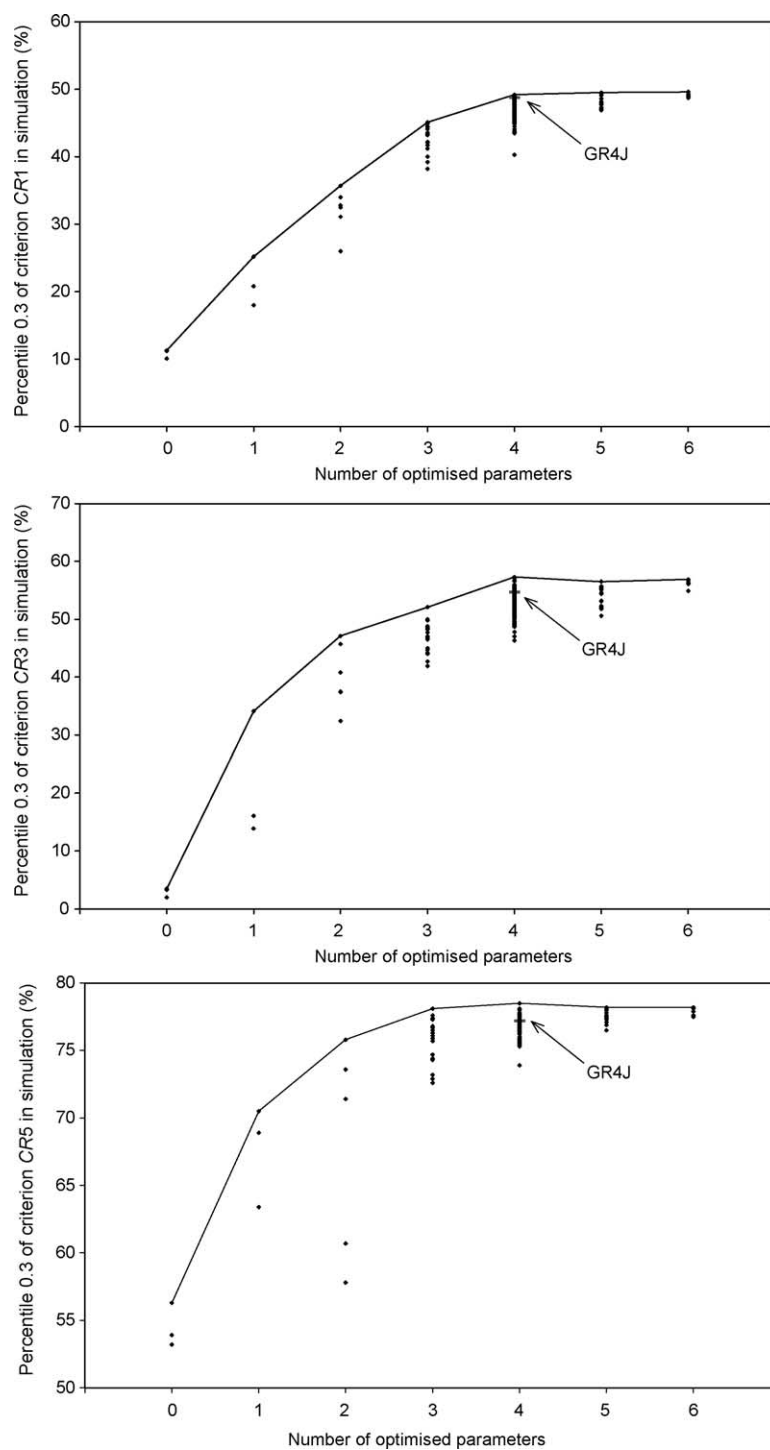 Percentile 0.3 of criterion CR1 in simulation (%)
60
50
40
30
20
10
0
GR4J
0 1 2 3 4 5 6
Number of optimised parameters
Percentile 0.3 of criterion CR3 in simulation (%)
70
60
50
40
30
20
10
0
GR4J
0 1 2 3 4 5 6
Number of optimised parameters
Percentile 0.3 of criterion CR5 in simulation (%)
80
75
70
65
60
55
50
GR4J
0 1 2 3 4 5 6
Number of optimised parameters